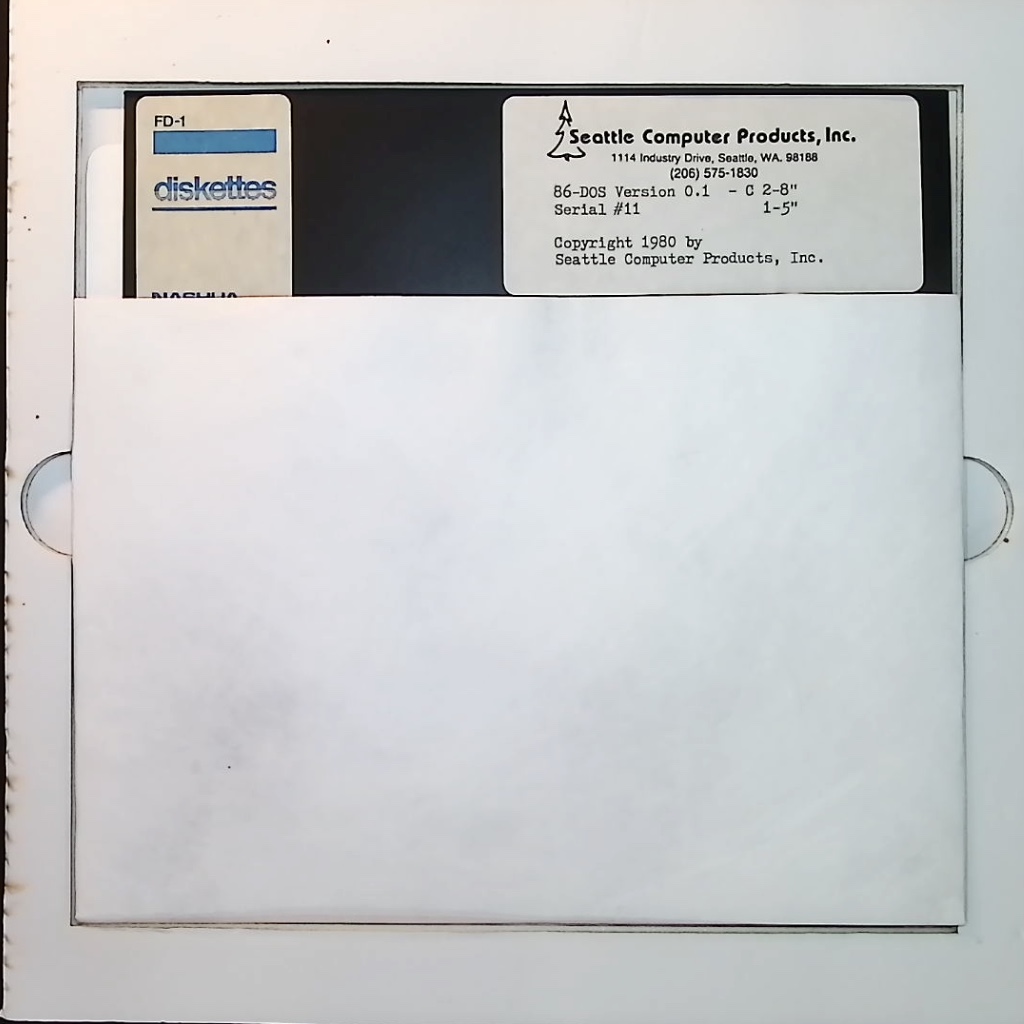 FD-1
diskettes
NASHUA
Seattle Computer Products, Inc.
1114 Industry Drive, Seattle, WA. 98188
(206) 575-1830
86-DOS Version 0.1 - C 2-8"
Serial #11 1-5"
Copyright 1980 by
Seattle Computer Products, Inc.